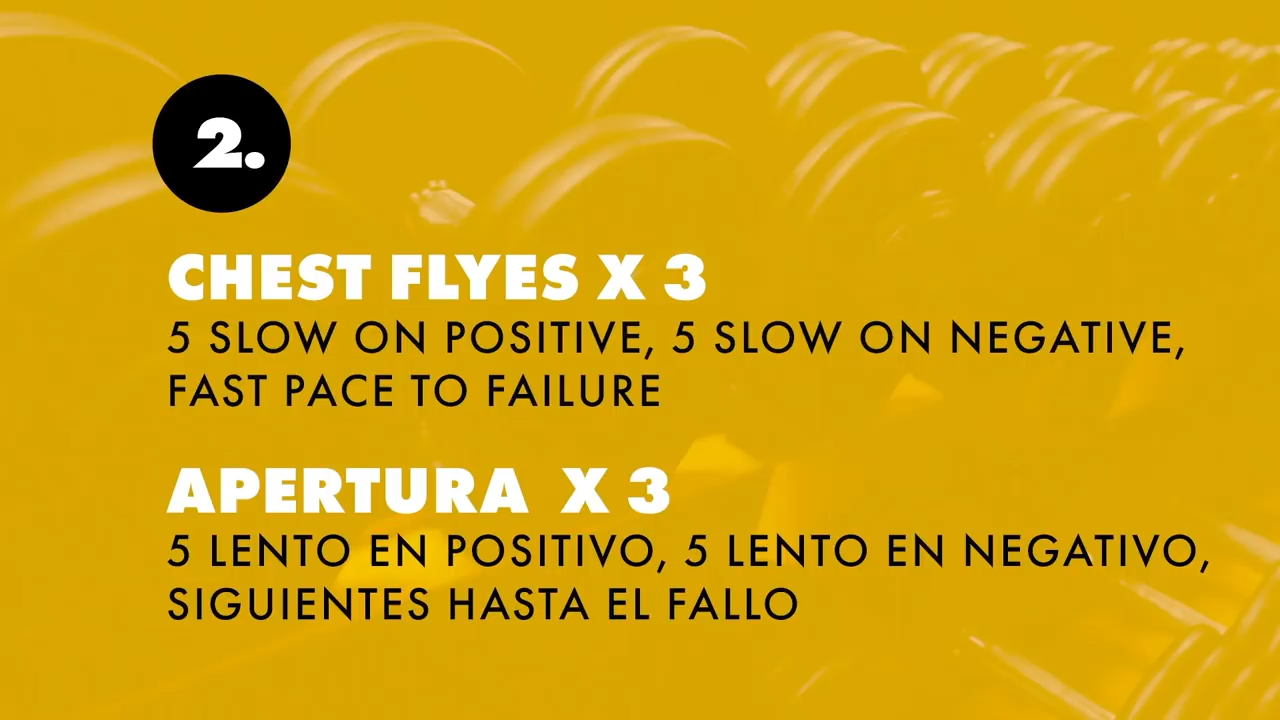 2.
CHEST FLYES X 3
5 SLOW ON POSITIVE, 5 SLOW ON NEGATIVE,
FAST PACE TO FAILURE
APERTURA X 3
5 LENTO EN POSITIVO, 5 LENTO EN NEGATIVO,
SIGUIENTES HASTA EL FALLO